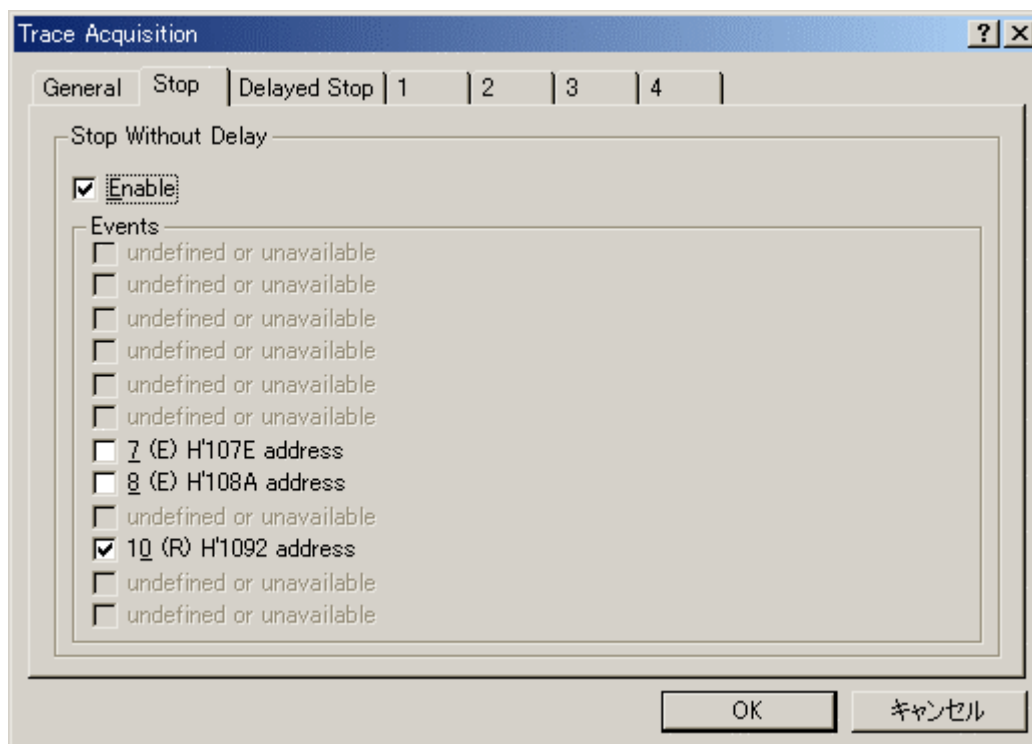 Trace Acquisition
General Stop Delayed Stop 1 2 3 4
Stop Without Delay
Enable
Events
undefined or unavailable
undefined or unavailable
undefined or unavailable
undefined or unavailable
undefined or unavailable
undefined or unavailable
7 (E) H'107E address
8 (E) H'108A address
undefined or unavailable
10 (R) H'1092 address
undefined or unavailable
undefined or unavailable
OK キャンセル